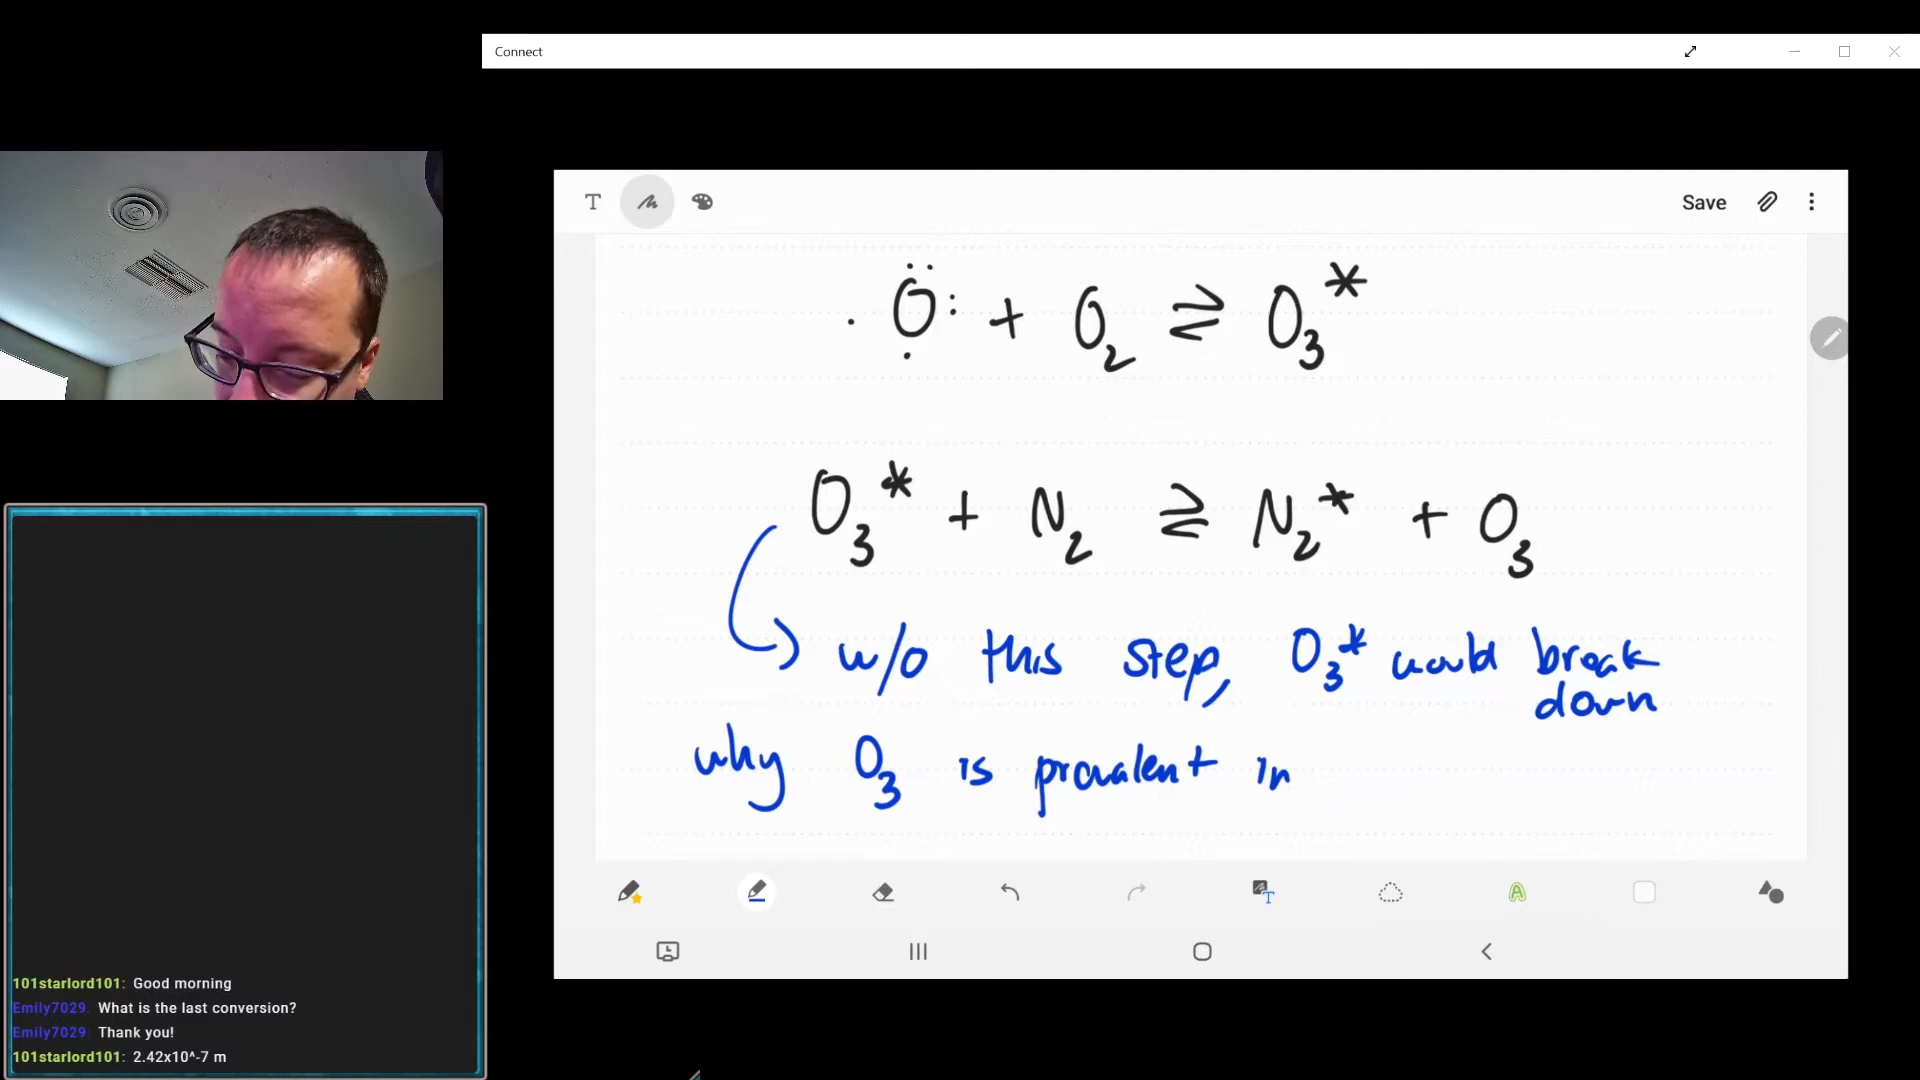 Connect
T
Save
·Ö: + O₂ ⇌ O₃*
O₃* + N₂ ⇌ N₂* + O₃
w/o this step, O₃* would break
down
why O₃ is prevalent in
T
A
101starlord101: Good morning
Emily7029: What is the last conversion?
Emily7029: Thank you!
101starlord101: 2.42x10^-7 m